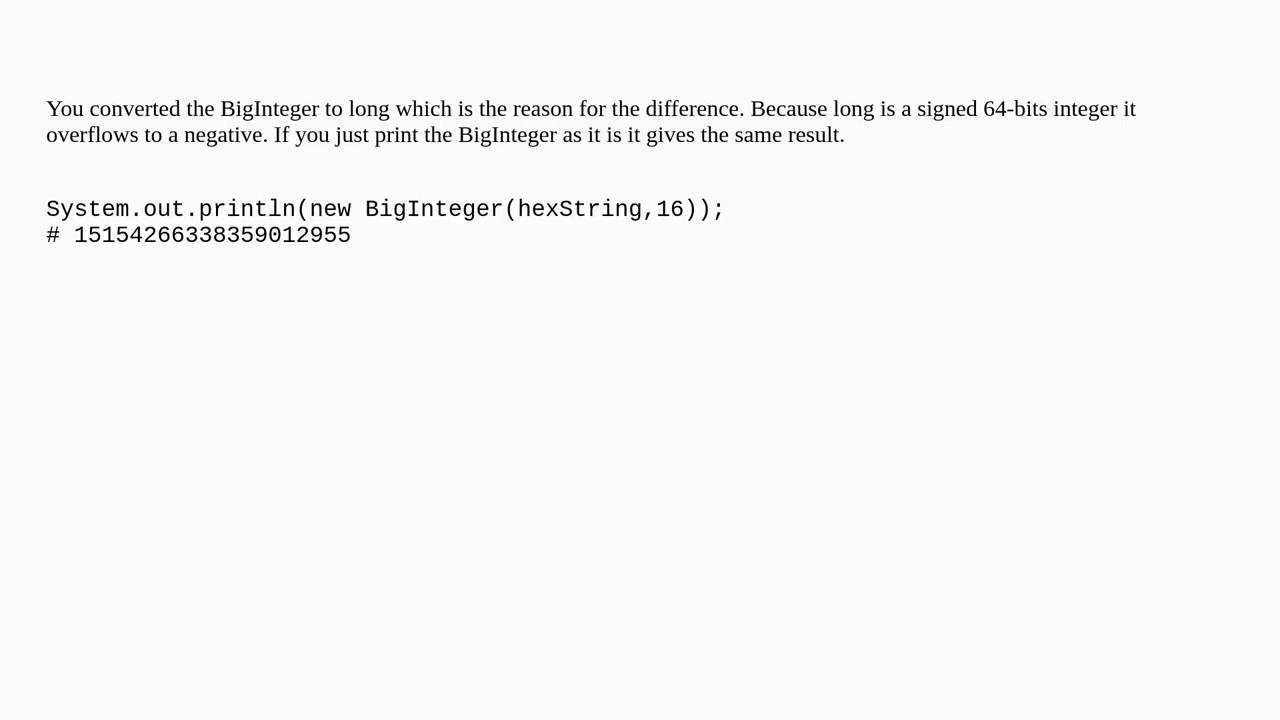 You converted the BigInteger to long which is the reason for the difference. Because long is a signed 64-bits integer it
overflows to a negative. If you just print the BigInteger as it is it gives the same result.
System.out.println(new BigInteger(hexString,16));
# 15154266338359012955